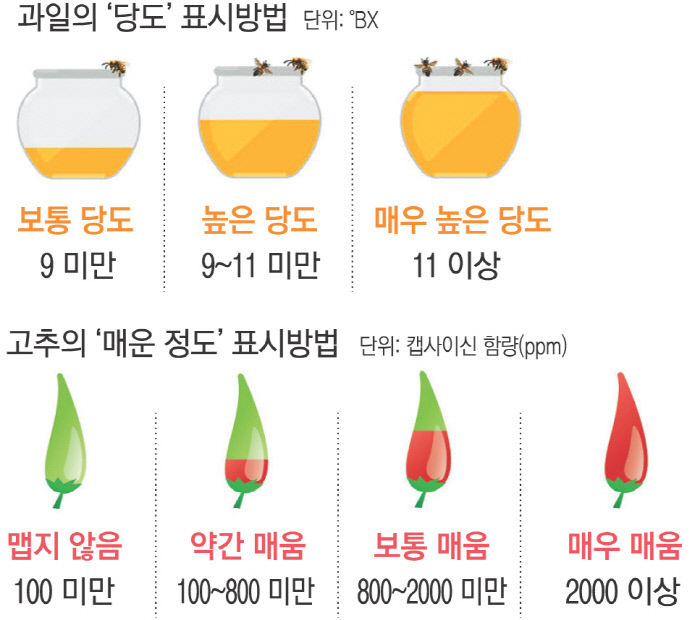 과일의 ‘당도’ 표시방법 단위: °BX
보통 당도 높은 당도 매우 높은 당도
9 미만 9~11 미만 11 이상
고추의 ‘매운 정도’ 표시방법 단위: 캡사이신 함량(ppm)
맵지 않음 약간 매움 보통 매움 매우 매움
100 미만 100~800 미만 800~2000 미만 2000 이상